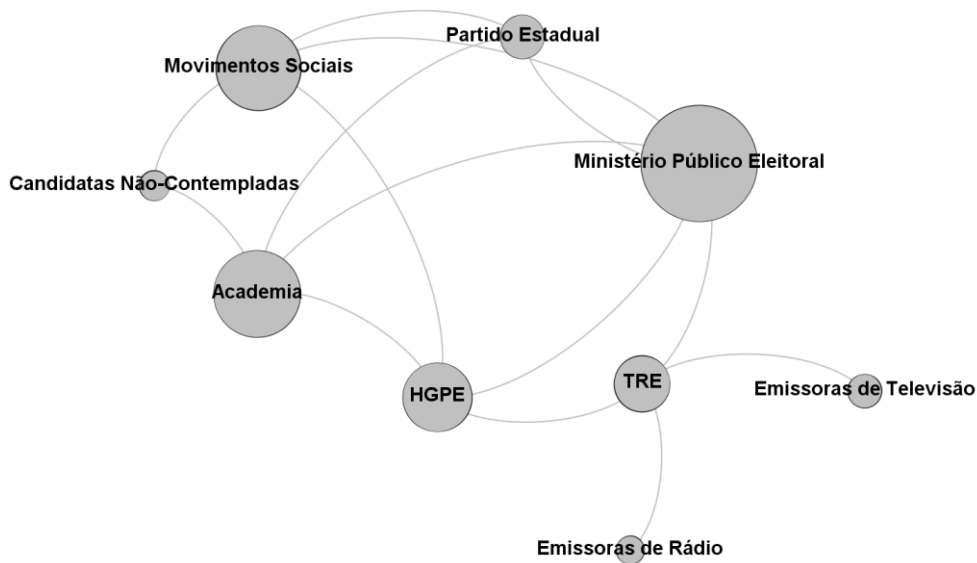 Partido Estadual
Movimentos Sociais
Ministério Público Eleitoral
Candidatas Não-Contempladas
Academia
TRE
Emissoras de Televisão
HGPE
Emissoras de Rádio